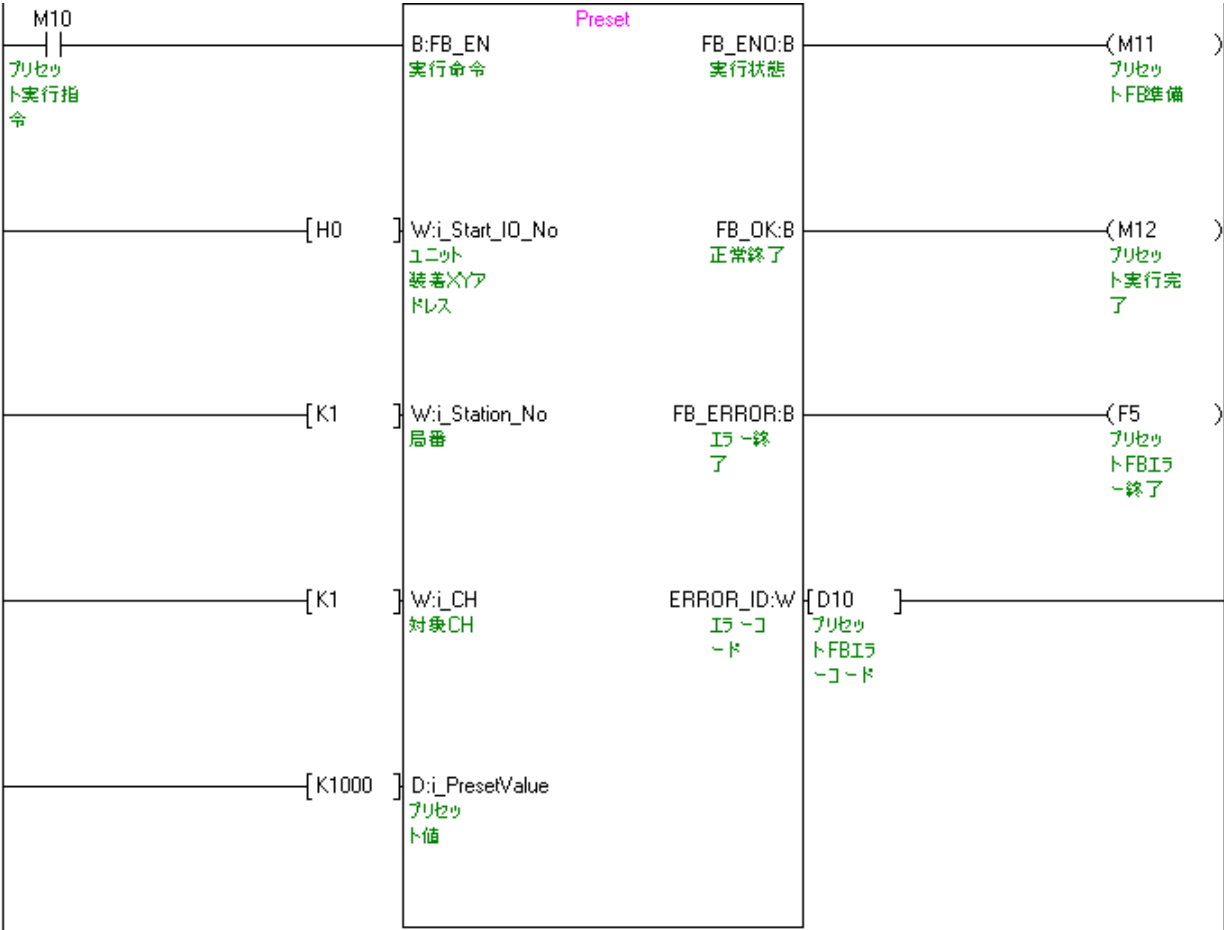 M10
プリセッ
ト実行指
令
Preset
B:FB_EN
実行命令
FB_ENO:B
実行状態
(M11 )
プリセッ
トFB準備
[H0 ]
W:i_Start_IO_No
ユニット
装着XYア
ドレス
FB_OK:B
正常終了
(M12 )
プリセッ
ト実行完
了
[K1 ]
W:i_Station_No
局番
FB_ERROR:B
エラー終
了
(F5 )
プリセッ
トFBエラ
ー終了
[K1 ]
W:i_CH
対象CH
ERROR_ID:W
エラーコ
ード
[D10 ]
プリセッ
トFBエラ
ーコード
[K1000 ]
D:i_PresetValue
プリセッ
ト値